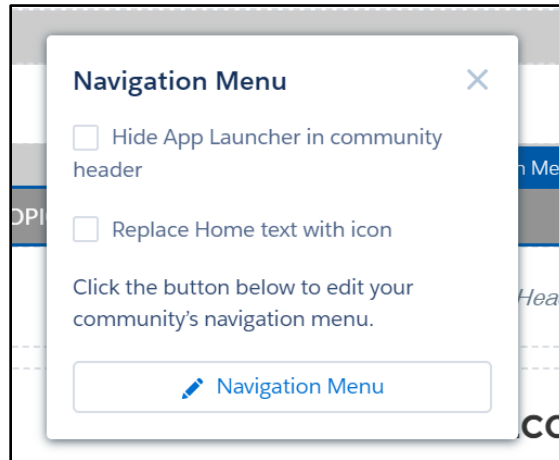 Navigation Menu
Hide App Launcher in community
header
Replace Home text with icon
Click the button below to edit your
community's navigation menu.
Navigation Menu